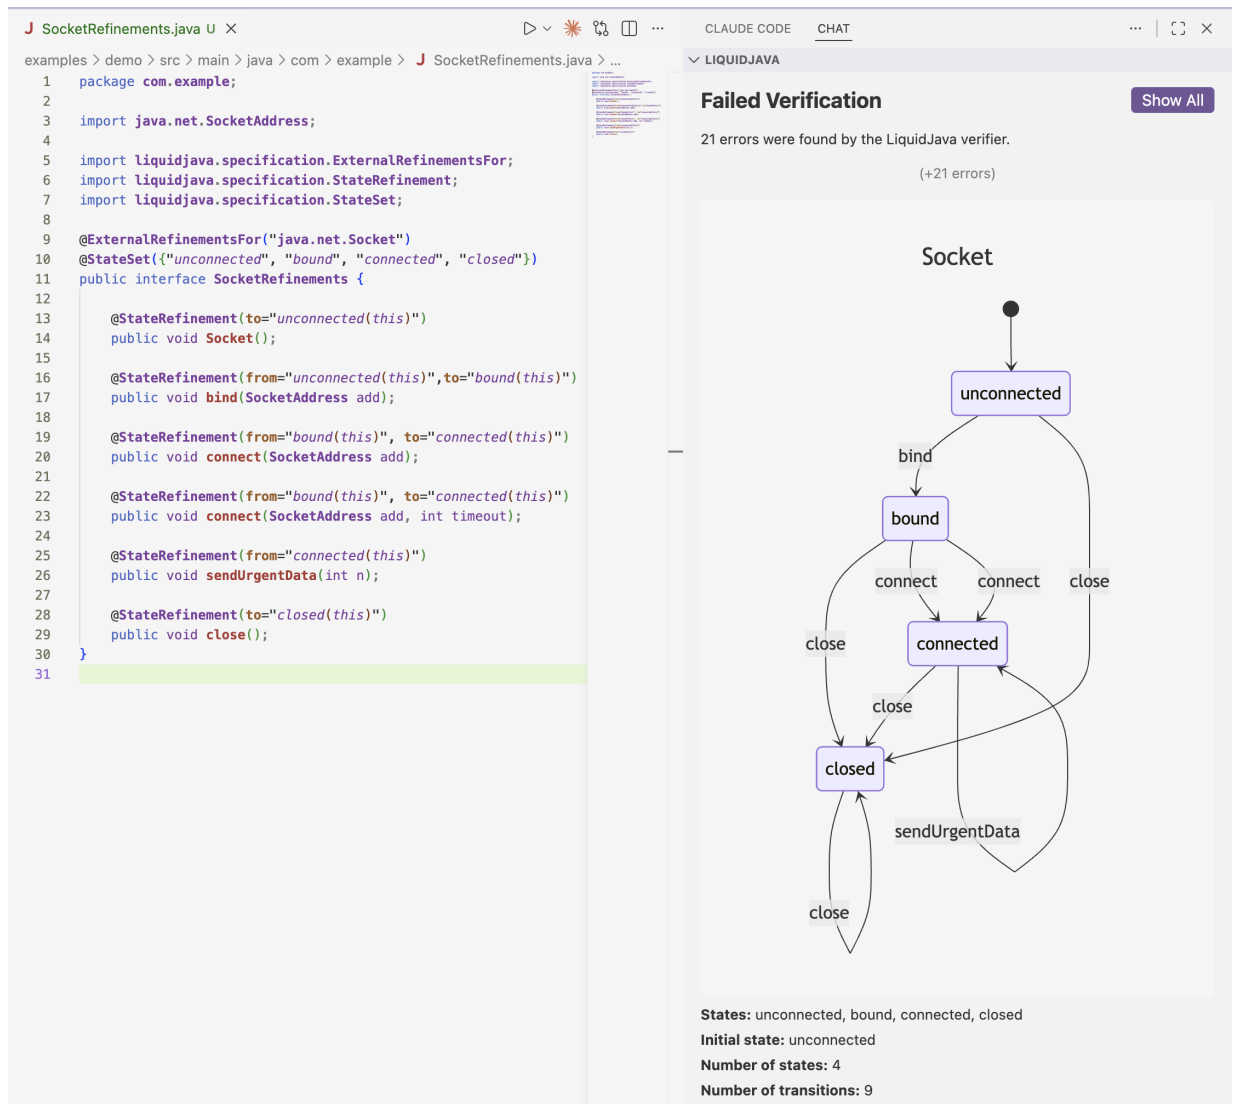 SocketRefinements.java U
examples > demo > src > main > java > com > example > SocketRefinements.java > ...
1 package com.example;
2
3 import java.net.SocketAddress;
4
5 import liquidjava.specification.ExternalRefinementsFor;
6 import liquidjava.specification.StateRefinement;
7 import liquidjava.specification.StateSet;
8
9 @ExternalRefinementsFor("java.net.Socket")
10 @StateSet({"unconnected", "bound", "connected", "closed"})
11 public interface SocketRefinements {
12
13 @StateRefinement(to="unconnected(this)")
14 public void Socket();
15
16 @StateRefinement(from="unconnected(this)",to="bound(this)")
17 public void bind(SocketAddress add);
18
19 @StateRefinement(from="bound(this)", to="connected(this)")
20 public void connect(SocketAddress add);
21
22 @StateRefinement(from="bound(this)", to="connected(this)")
23 public void connect(SocketAddress add, int timeout);
24
25 @StateRefinement(from="connected(this)")
26 public void sendUrgentData(int n);
27
28 @StateRefinement(to="closed(this)")
29 public void close();
30 }
31
CLAUDE CODE CHAT
LIQUIDJAVA
Failed Verification
Show All
21 errors were found by the LiquidJava verifier.
(+21 errors)
Socket
unconnected
bind
bound
connect connect close
close
connected
close
closed
sendUrgentData
close
States: unconnected, bound, connected, closed
Initial state: unconnected
Number of states: 4
Number of transitions: 9